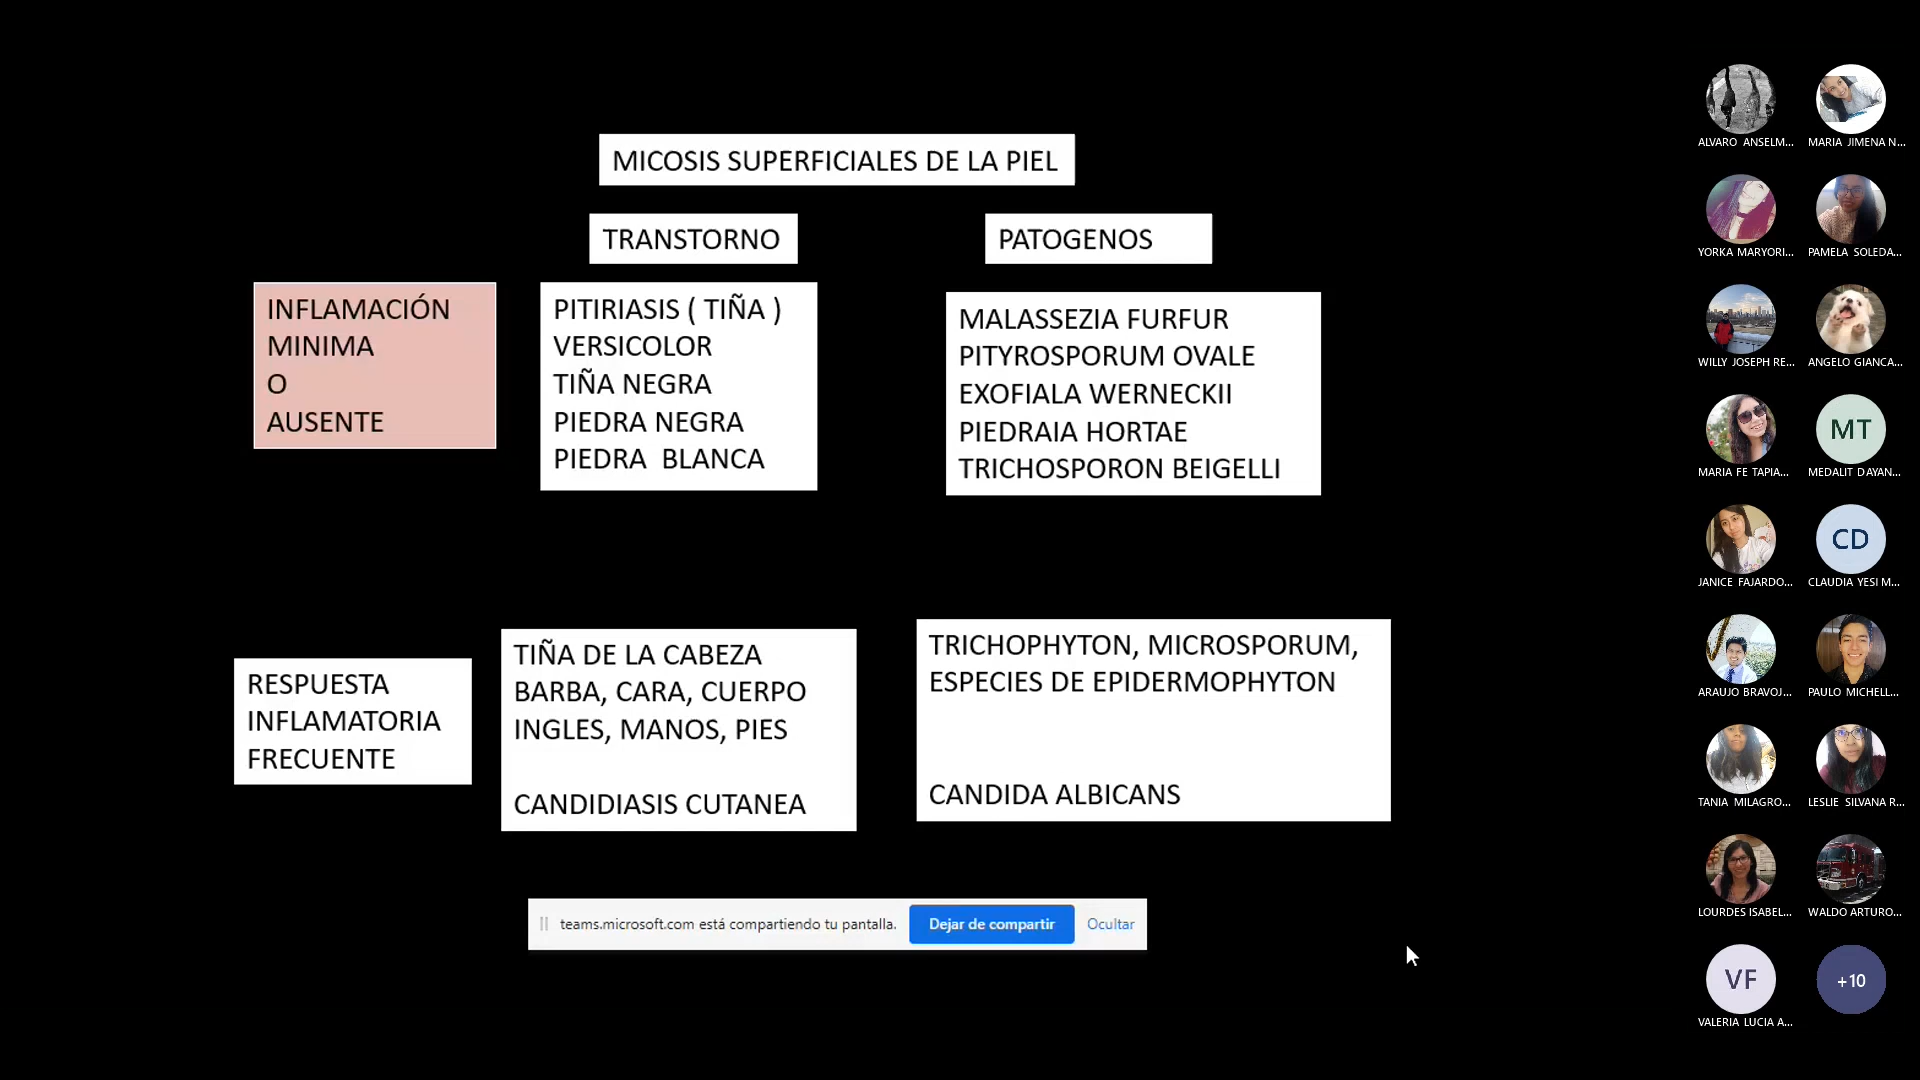 MICOSIS SUPERFICIALES DE LA PIEL
TRANSTORNO
PATOGENOS
INFLAMACIÓN
MINIMA
O
AUSENTE
PITIRIASIS ( TIÑA )
VERSICOLOR
TIÑA NEGRA
PIEDRA NEGRA
PIEDRA BLANCA
MALASSEZIA FURFUR
PITYROSPORUM OVALE
EXOFIALA WERNECKII
PIEDRAIA HORTAE
TRICHOSPORON BEIGELLI
RESPUESTA
INFLAMATORIA
FRECUENTE
TIÑA DE LA CABEZA
BARBA, CARA, CUERPO
INGLES, MANOS, PIES
CANDIDIASIS CUTANEA
TRICHOPHYTON, MICROSPORUM,
ESPECIES DE EPIDERMOPHYTON
CANDIDA ALBICANS
teams.microsoft.com está compartiendo tu pantalla.
Dejar de compartir
Ocultar
ALVARO ANSELM...
MARIA JIMENA N...
YORKA MARYORI...
PAMELA SOLEDA...
WILLY JOSEPH RE...
ANGELO GIANCA...
MARIA FE TAPIA...
MT
MEDALIT DAYAN...
JANICE FAJARDO...
CD
CLAUDIA YESI M...
ARAUJO BRAVOJ...
PAULO MICHELL...
TANIA MILAGRO...
LESLIE SILVANA R...
LOURDES ISABEL...
WALDO ARTURO...
VF
VALERIA LUCIA A...
+10